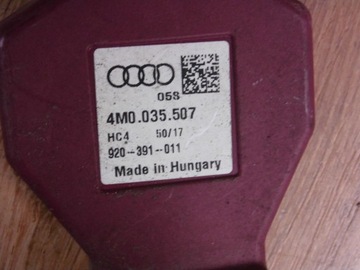 05S
4M0.035.507
HC4 50/17
920-391-011
Made in Hungary